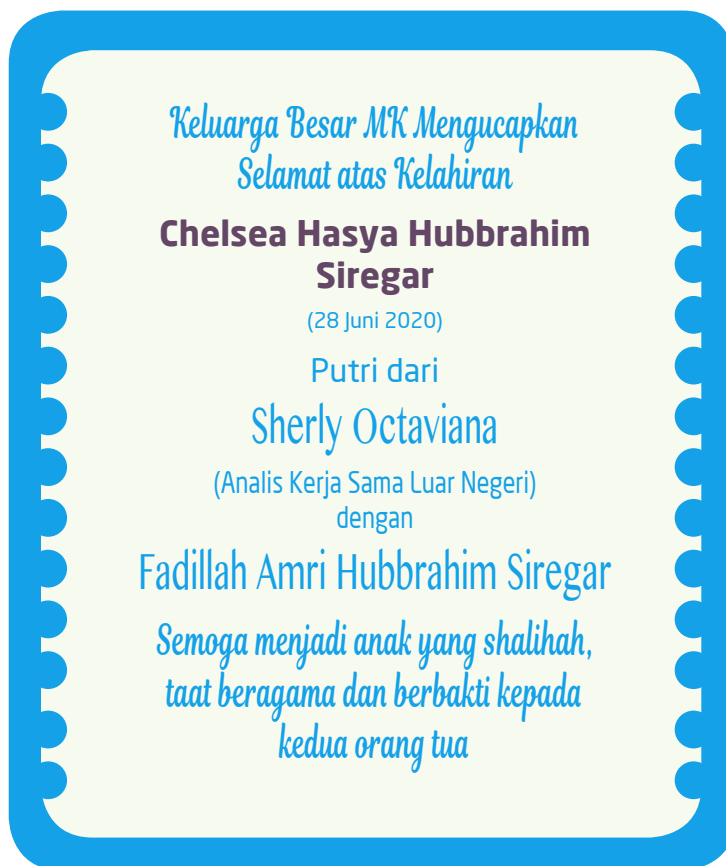 Keluarga Besar MK Mengucapkan
Selamat atas Kelahiran
Chelsea Hasya Hubbrahim
Siregar
(28 Juni 2020)
Putri dari
Sherly Octaviana
(Analis Kerja Sama Luar Negeri)
dengan
Fadillah Amri Hubbrahim Siregar
Semoga menjadi anak yang shalihah,
taat beragama dan berbakti kepada
kedua orang tua